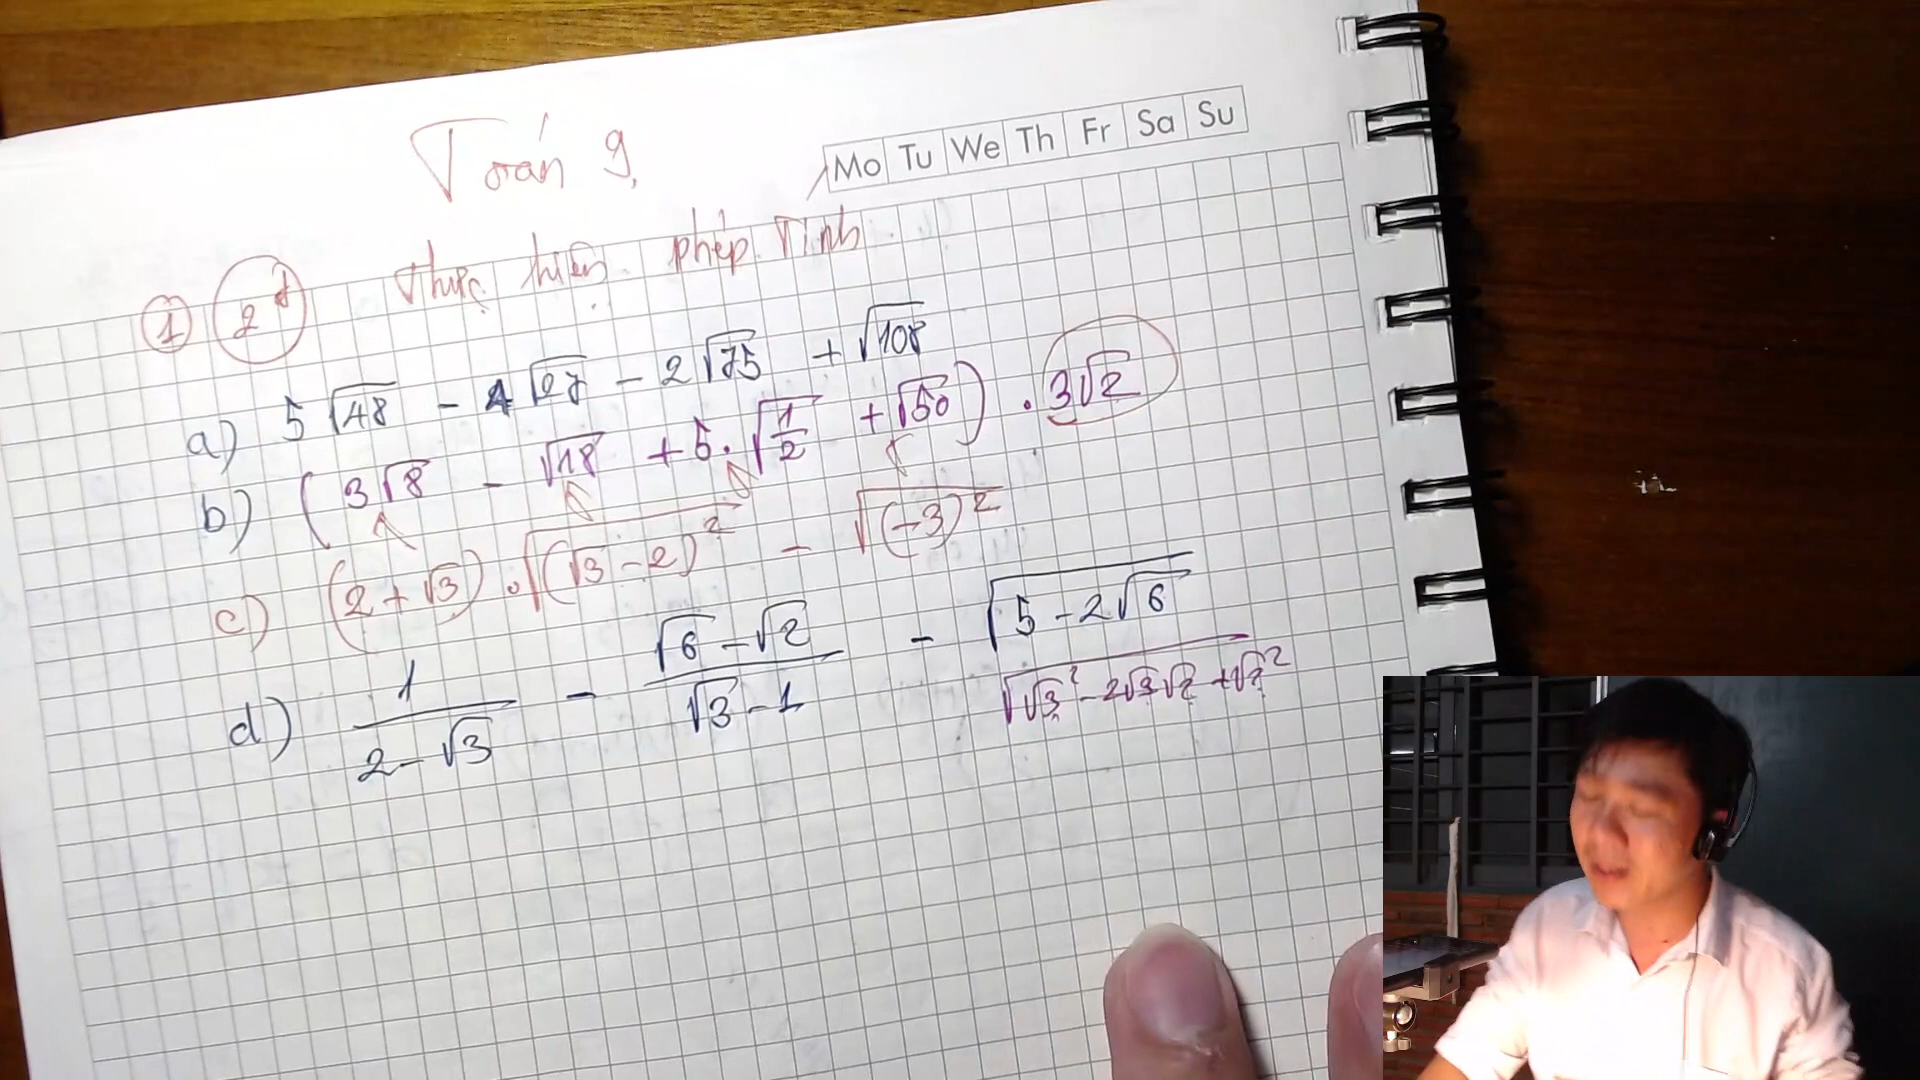 Toán 9
Mo Tu We Th Fr Sa Su
① 2đ Thực hiện phép tính
a) 5√48 - 4√27 - 2√75 + √108
b) (3√8 - √18 + 5.√(1/2) + √50) . 3√2
c) (2 + √3) . √((√3 - 2)²) - √((-3)²)
d) 1/(2 - √3) - (√6 - √2)/(√3 - 1) - √(5 - 2√6)
√(√3² - 2√3√2 + √2²)